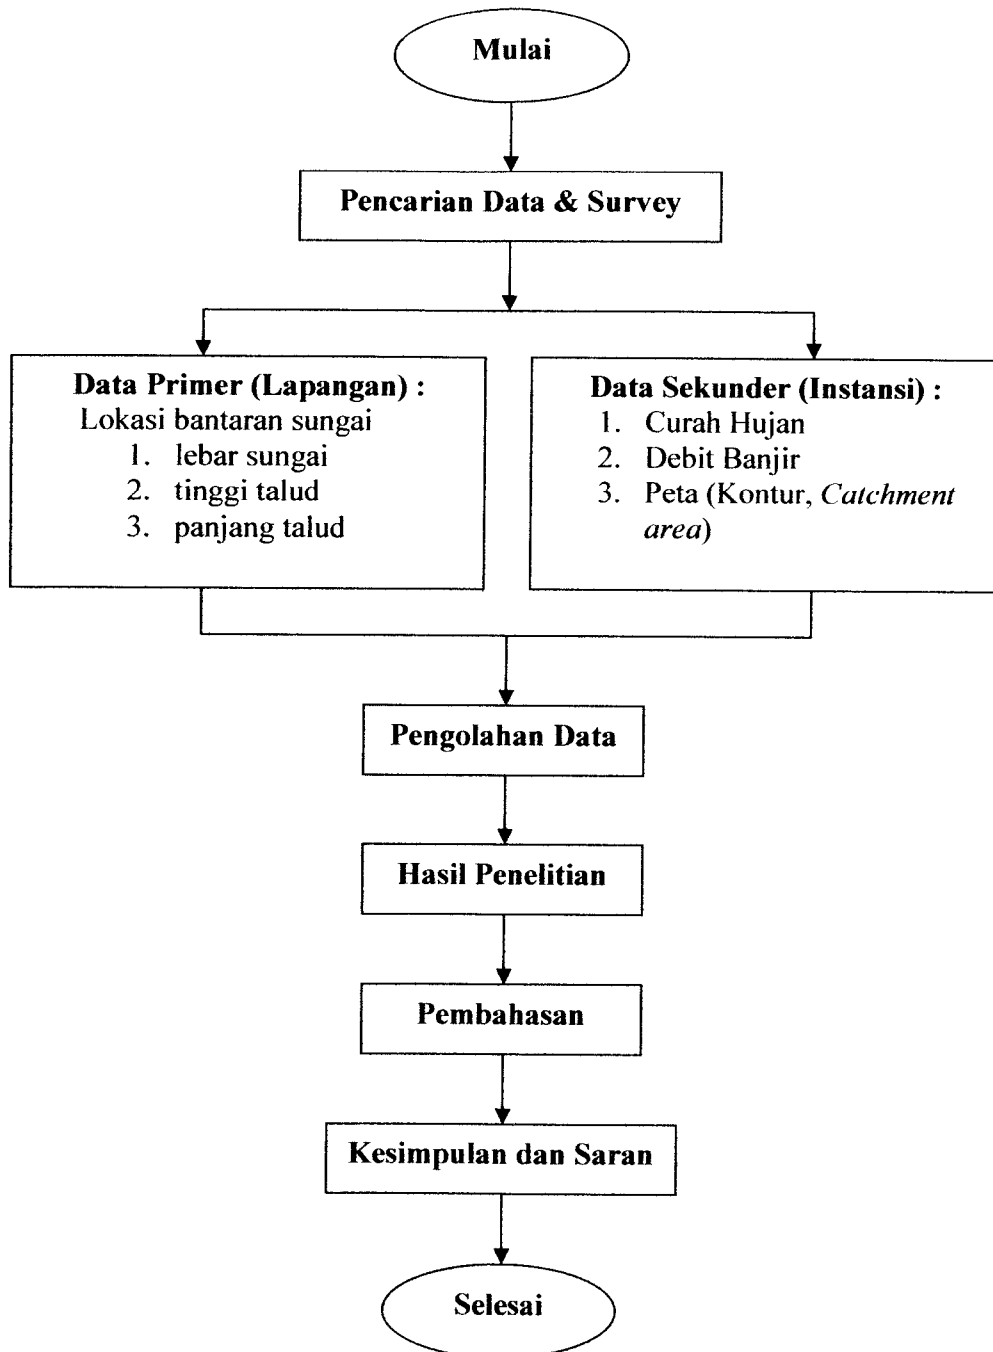 Mulai
Pencarian Data & Survey
Data Primer (Lapangan) :
Lokasi bantaran sungai
1. lebar sungai
2. tinggi talud
3. panjang talud
Data Sekunder (Instansi) :
1. Curah Hujan
2. Debit Banjir
3. Peta (Kontur, Catchment
area)
Pengolahan Data
Hasil Penelitian
Pembahasan
Kesimpulan dan Saran
Selesai